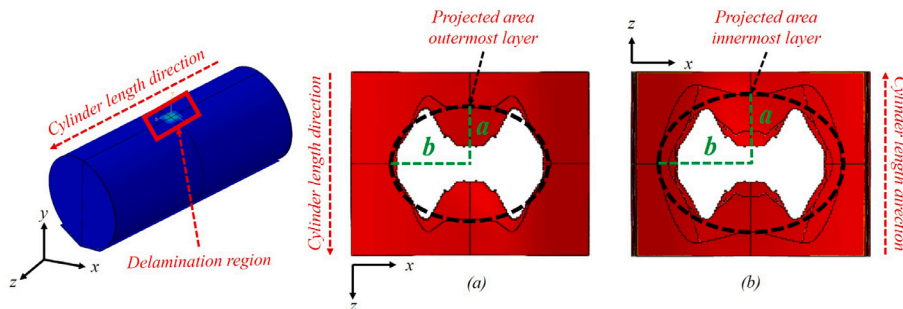 Cylinder length direction
y
x
z
Delamination region
Projected area
outermost layer
Cylinder length direction
a
b
x
z
(a)
Projected area
innermost layer
z
x
a
b
Cylinder length direction
(b)